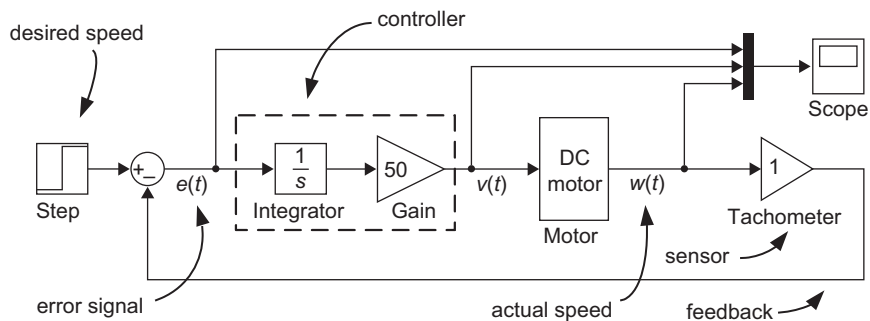 controller
desired speed
Scope
+
–
e(t)
1
s
50
v(t)
DC
motor
w(t)
1
Step
Integrator
Gain
Motor
Tachometer
sensor
error signal
actual speed
feedback